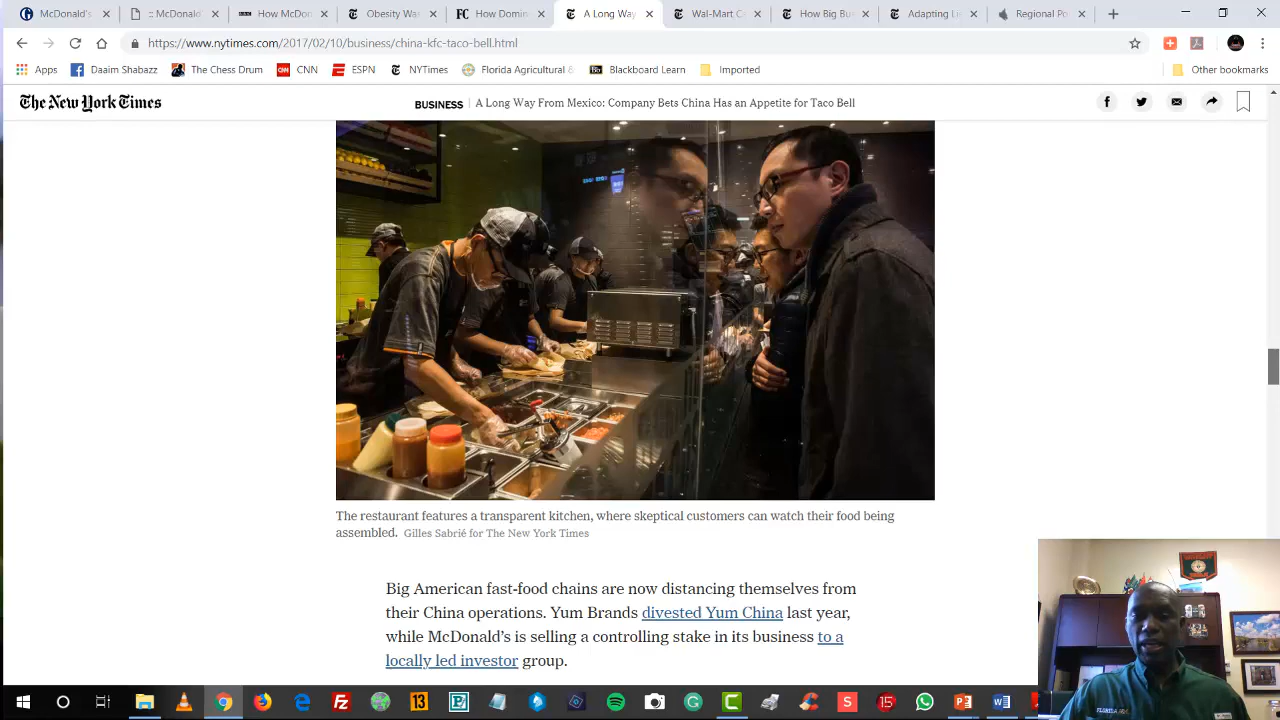 McDonald's
McDonald'
How McDon
Obesity Wa
How Domin
A Long Way
Wal-Mart Ca
How Big Bu
Adapting Li
Regional Po
https://www.nytimes.com/2017/02/10/business/china-kfc-taco-bell.html
Apps
Daaim Shabazz
The Chess Drum
CNN
ESPN
NYTimes
Florida Agricultural &
Blackboard Learn
Imported
Other bookmarks
The New York Times
BUSINESS | A Long Way From Mexico: Company Bets China Has an Appetite for Taco Bell
The restaurant features a transparent kitchen, where skeptical customers can watch their food being
assembled. Gilles Sabrié for The New York Times
Big American fast-food chains are now distancing themselves from
their China operations. Yum Brands divested Yum China last year,
while McDonald's is selling a controlling stake in its business to a
locally led investor group.